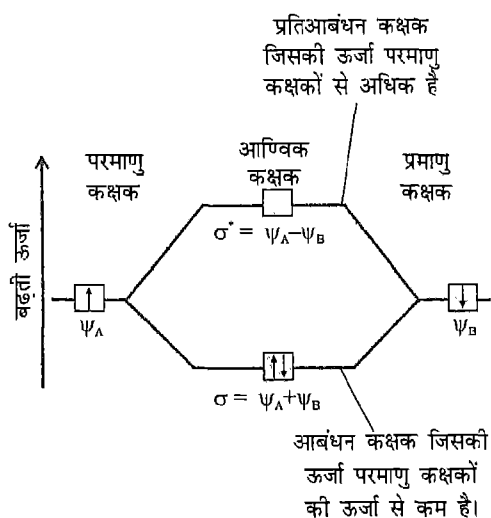 प्रतिआबंधन कक्षक
जिसकी ऊर्जा परमाणु
कक्षकों से अधिक है
परमाणु
कक्षक
आण्विक
कक्षक
प्रमाणु
कक्षक
σ* = ψA−ψB
बढ़ती ऊर्जा
ψA
ψB
σ = ψA+ψB
आबंधन कक्षक जिसकी
ऊर्जा परमाणु कक्षकों
की ऊर्जा से कम है।